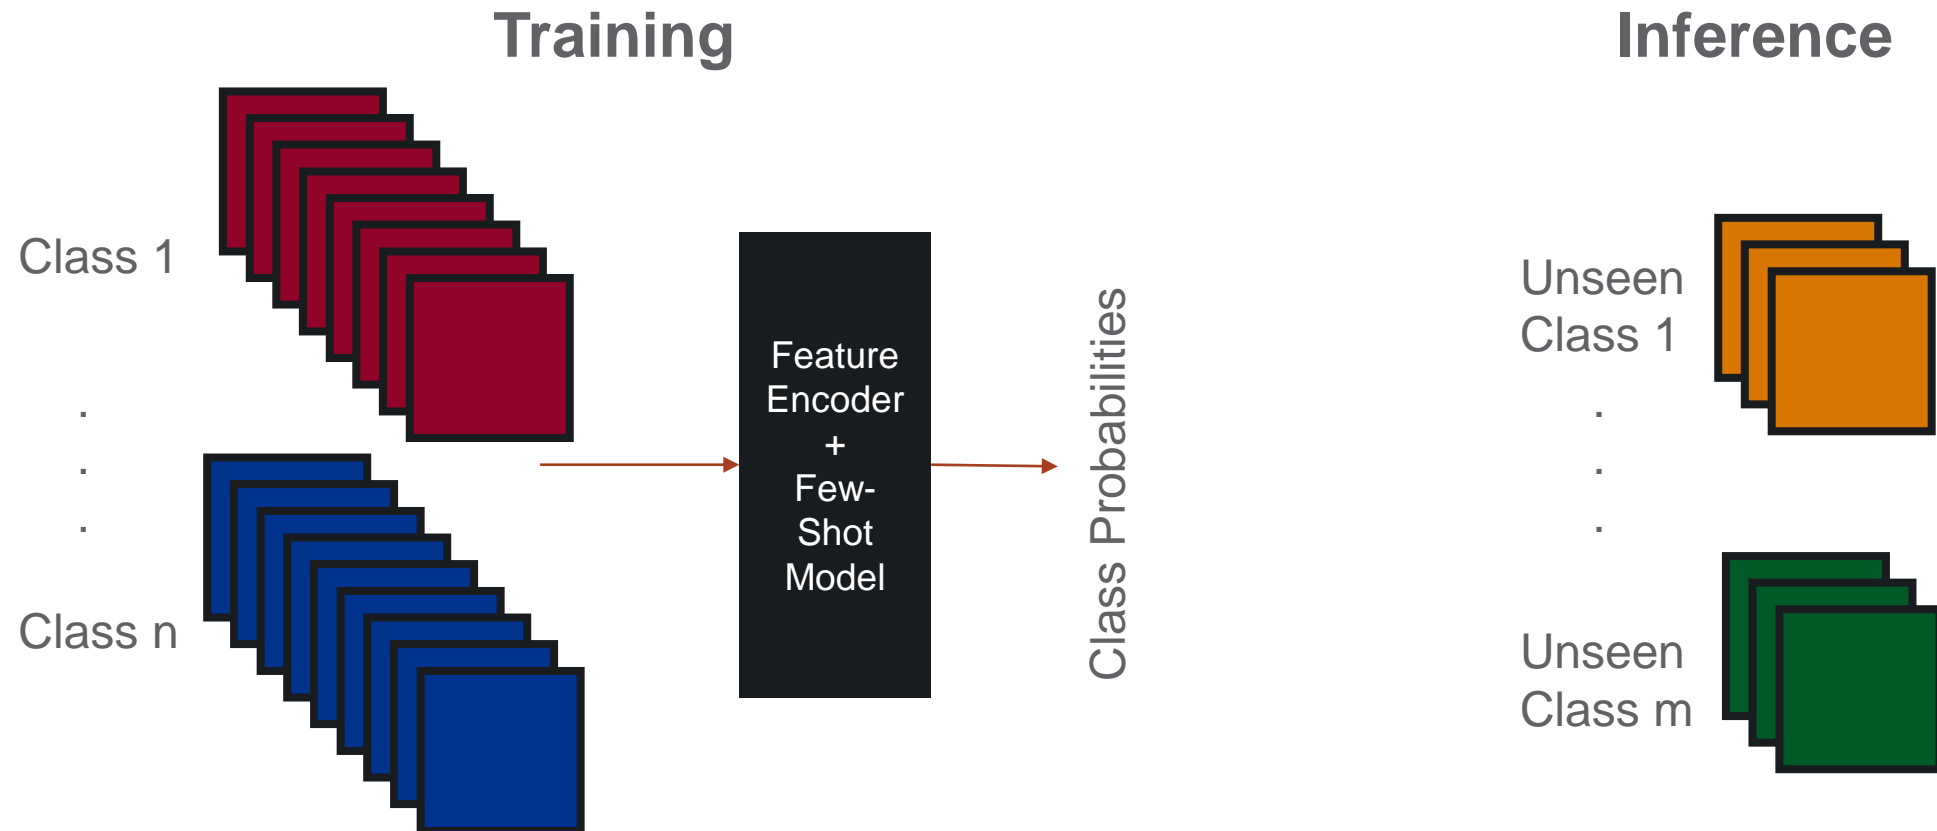 Training
Inference
Class 1
.
.
.
Class n
Feature
Encoder
+
Few-
Shot
Model
Class Probabilities
Unseen
Class 1
.
.
.
Unseen
Class m